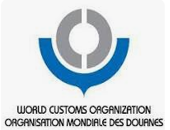 WORLD CUSTOMS ORGANIZATION
ORGANISATION MONDIALE DES DOUANES